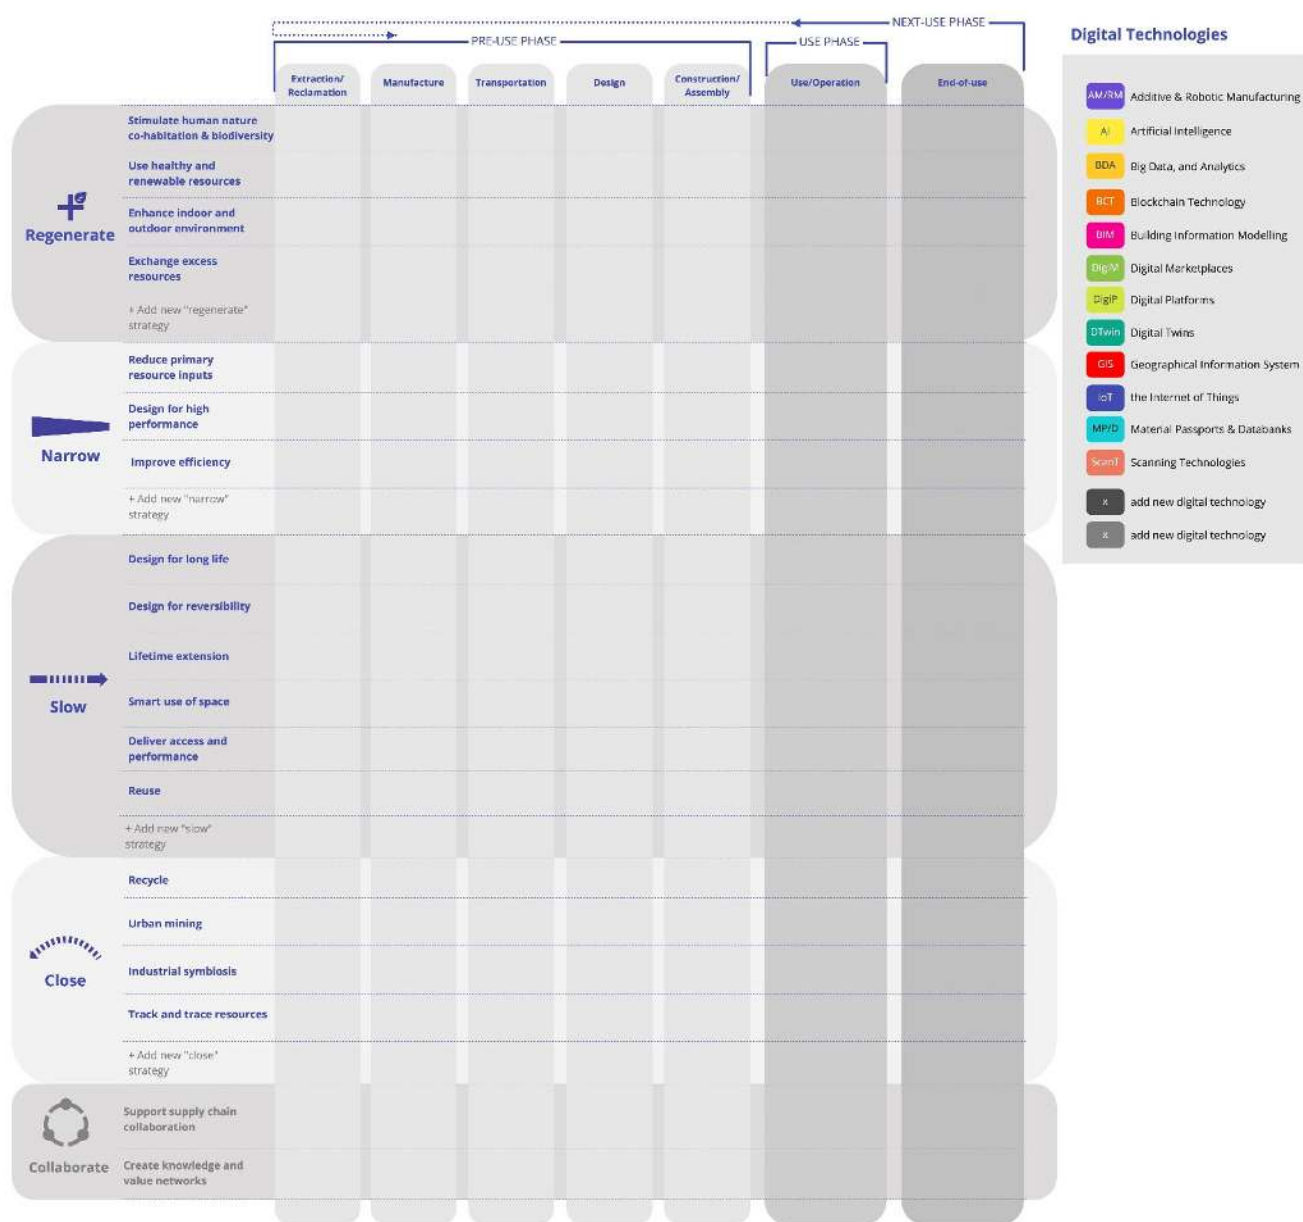 NEXT-USE PHASE
PRE-USE PHASE
USE PHASE
Extraction/
Reclamation
Manufacture
Transportation
Design
Construction/
Assembly
Use/Operation
End-of-use
Regenerate
Stimulate human nature
co-habitation & biodiversity
Use healthy and
renewable resources
Enhance indoor and
outdoor environment
Exchange excess
resources
+ Add new "regenerate"
strategy
Narrow
Reduce primary
resource inputs
Design for high
performance
Improve efficiency
+ Add new "narrow"
strategy
Slow
Design for long life
Design for reversibility
Lifetime extension
Smart use of space
Deliver access and
performance
Reuse
+ Add new "slow"
strategy
Close
Recycle
Urban mining
Industrial symbiosis
Track and trace resources
+ Add new "close"
strategy
Collaborate
Support supply chain
collaboration
Create knowledge and
value networks
Digital Technologies
AM/RM Additive & Robotic Manufacturing
AI Artificial Intelligence
BDA Big Data, and Analytics
BCT Blockchain Technology
BIM Building Information Modelling
DigiM Digital Marketplaces
DigiP Digital Platforms
DTwin Digital Twins
GIS Geographical Information System
IoT the Internet of Things
MP/D Material Passports & Databanks
ScanT Scanning Technologies
x add new digital technology
x add new digital technology